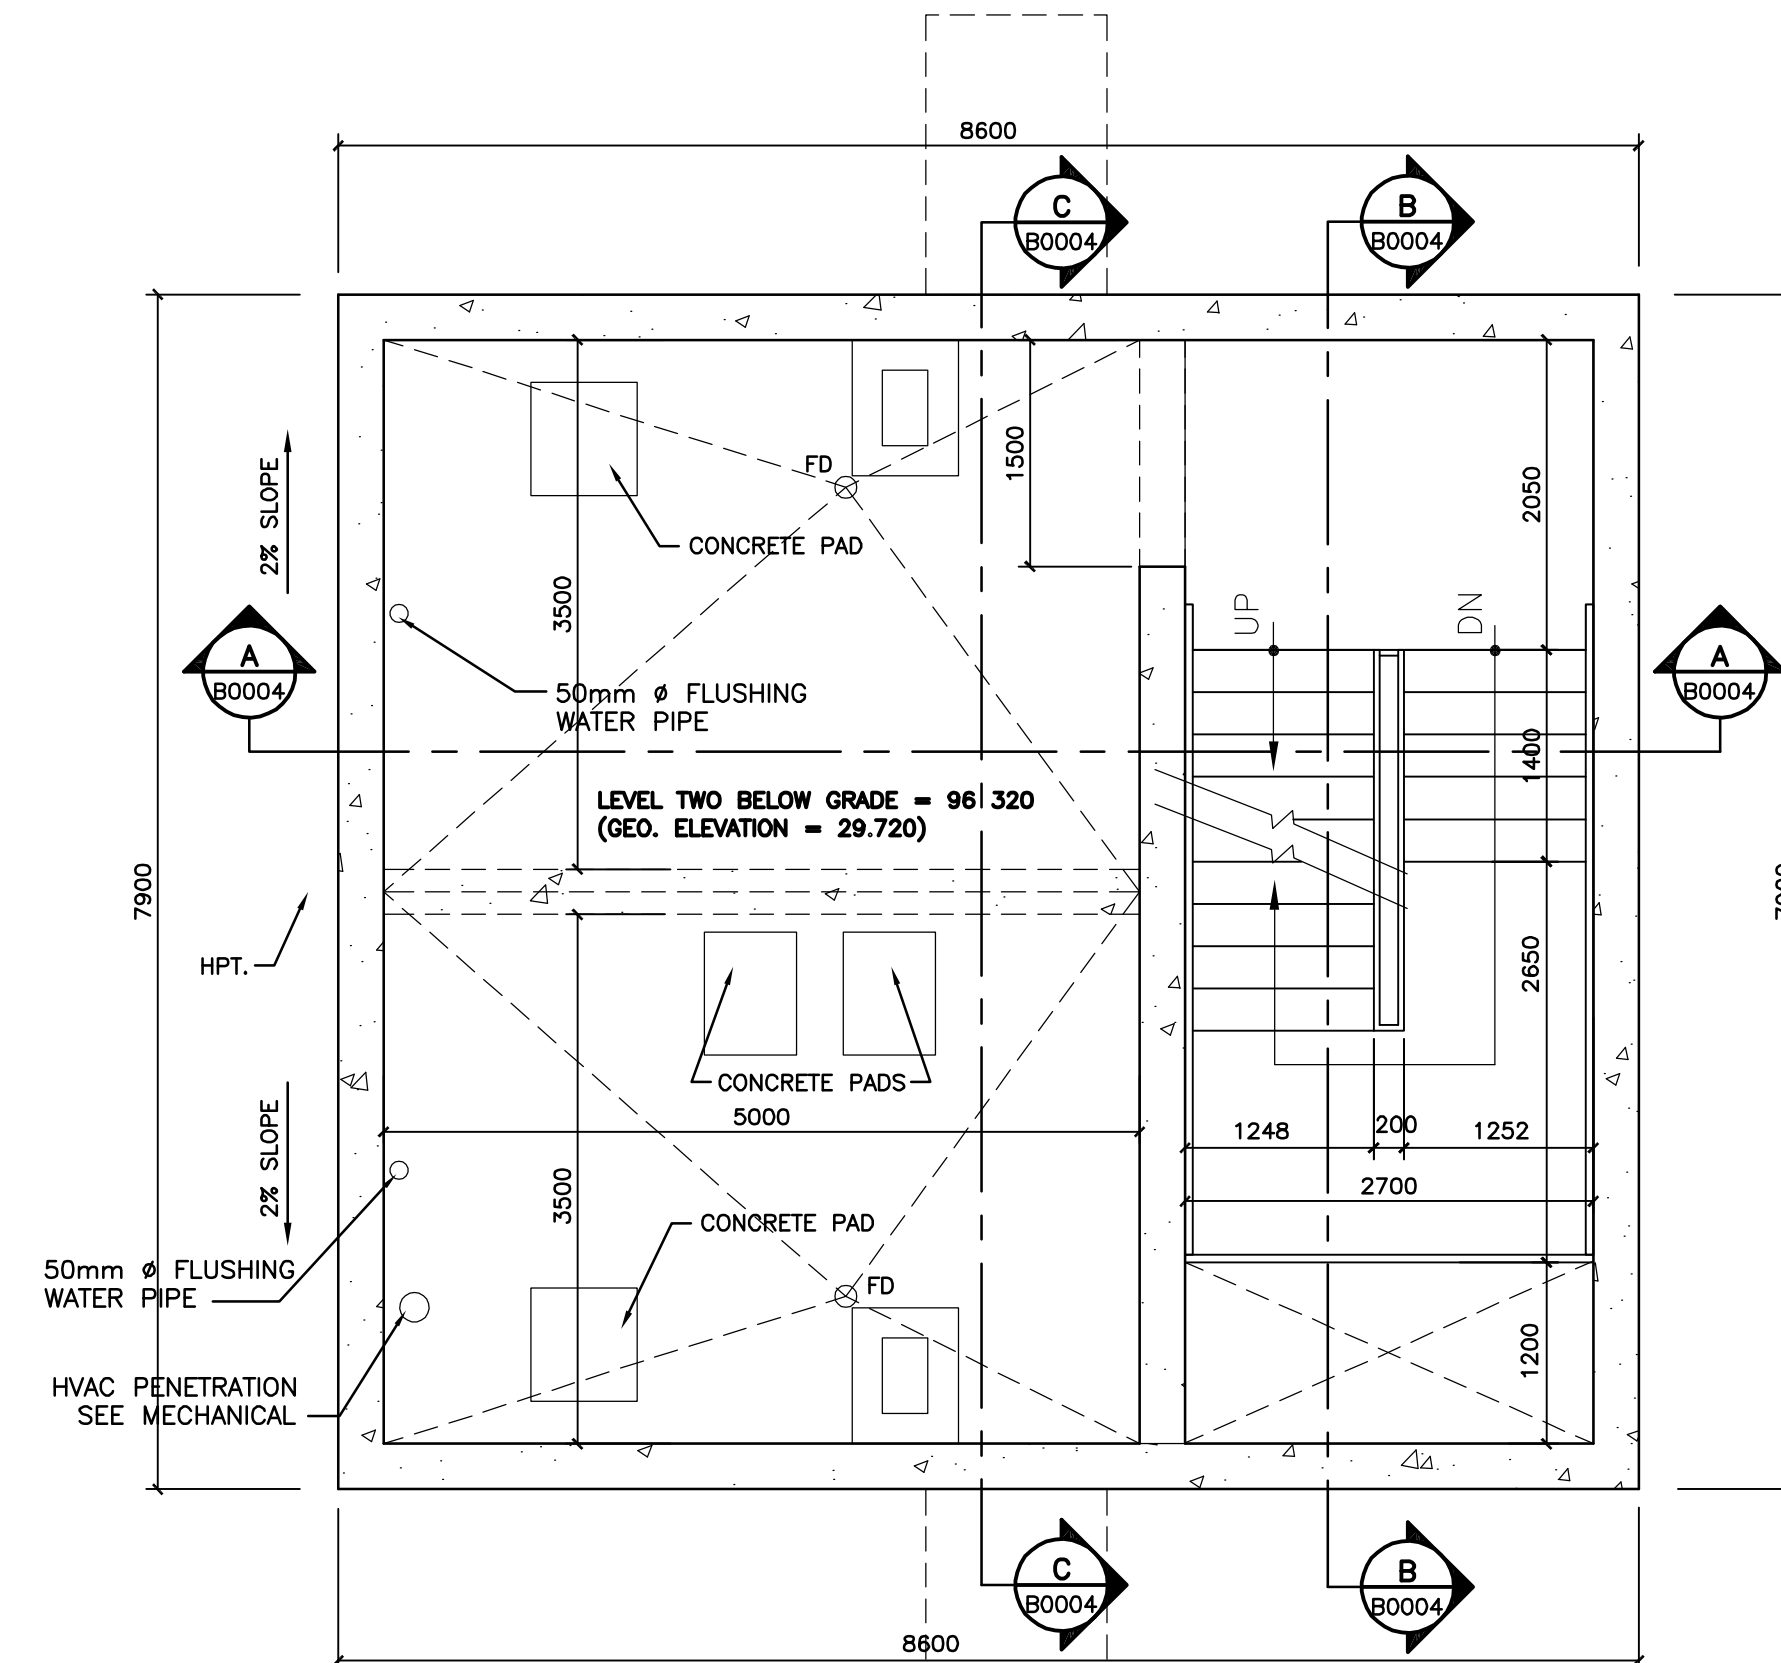 8600
C
B0004
B
B0004
2% SLOPE
1500
2050
FD
CONCRETE PAD
3500
UP
DN
A
B0004
A
B0004
50mm ø FLUSHING
WATER PIPE
1400
LEVEL TWO BELOW GRADE = 96 320
(GEO. ELEVATION = 29.720)
7900
HPT.
2650
CONCRETE PADS
5000
1248
200
1252
2700
2% SLOPE
3500
CONCRETE PAD
50mm ø FLUSHING
WATER PIPE
FD
HVAC PENETRATION
SEE MECHANICAL
1200
C
B0004
B
B0004
8600